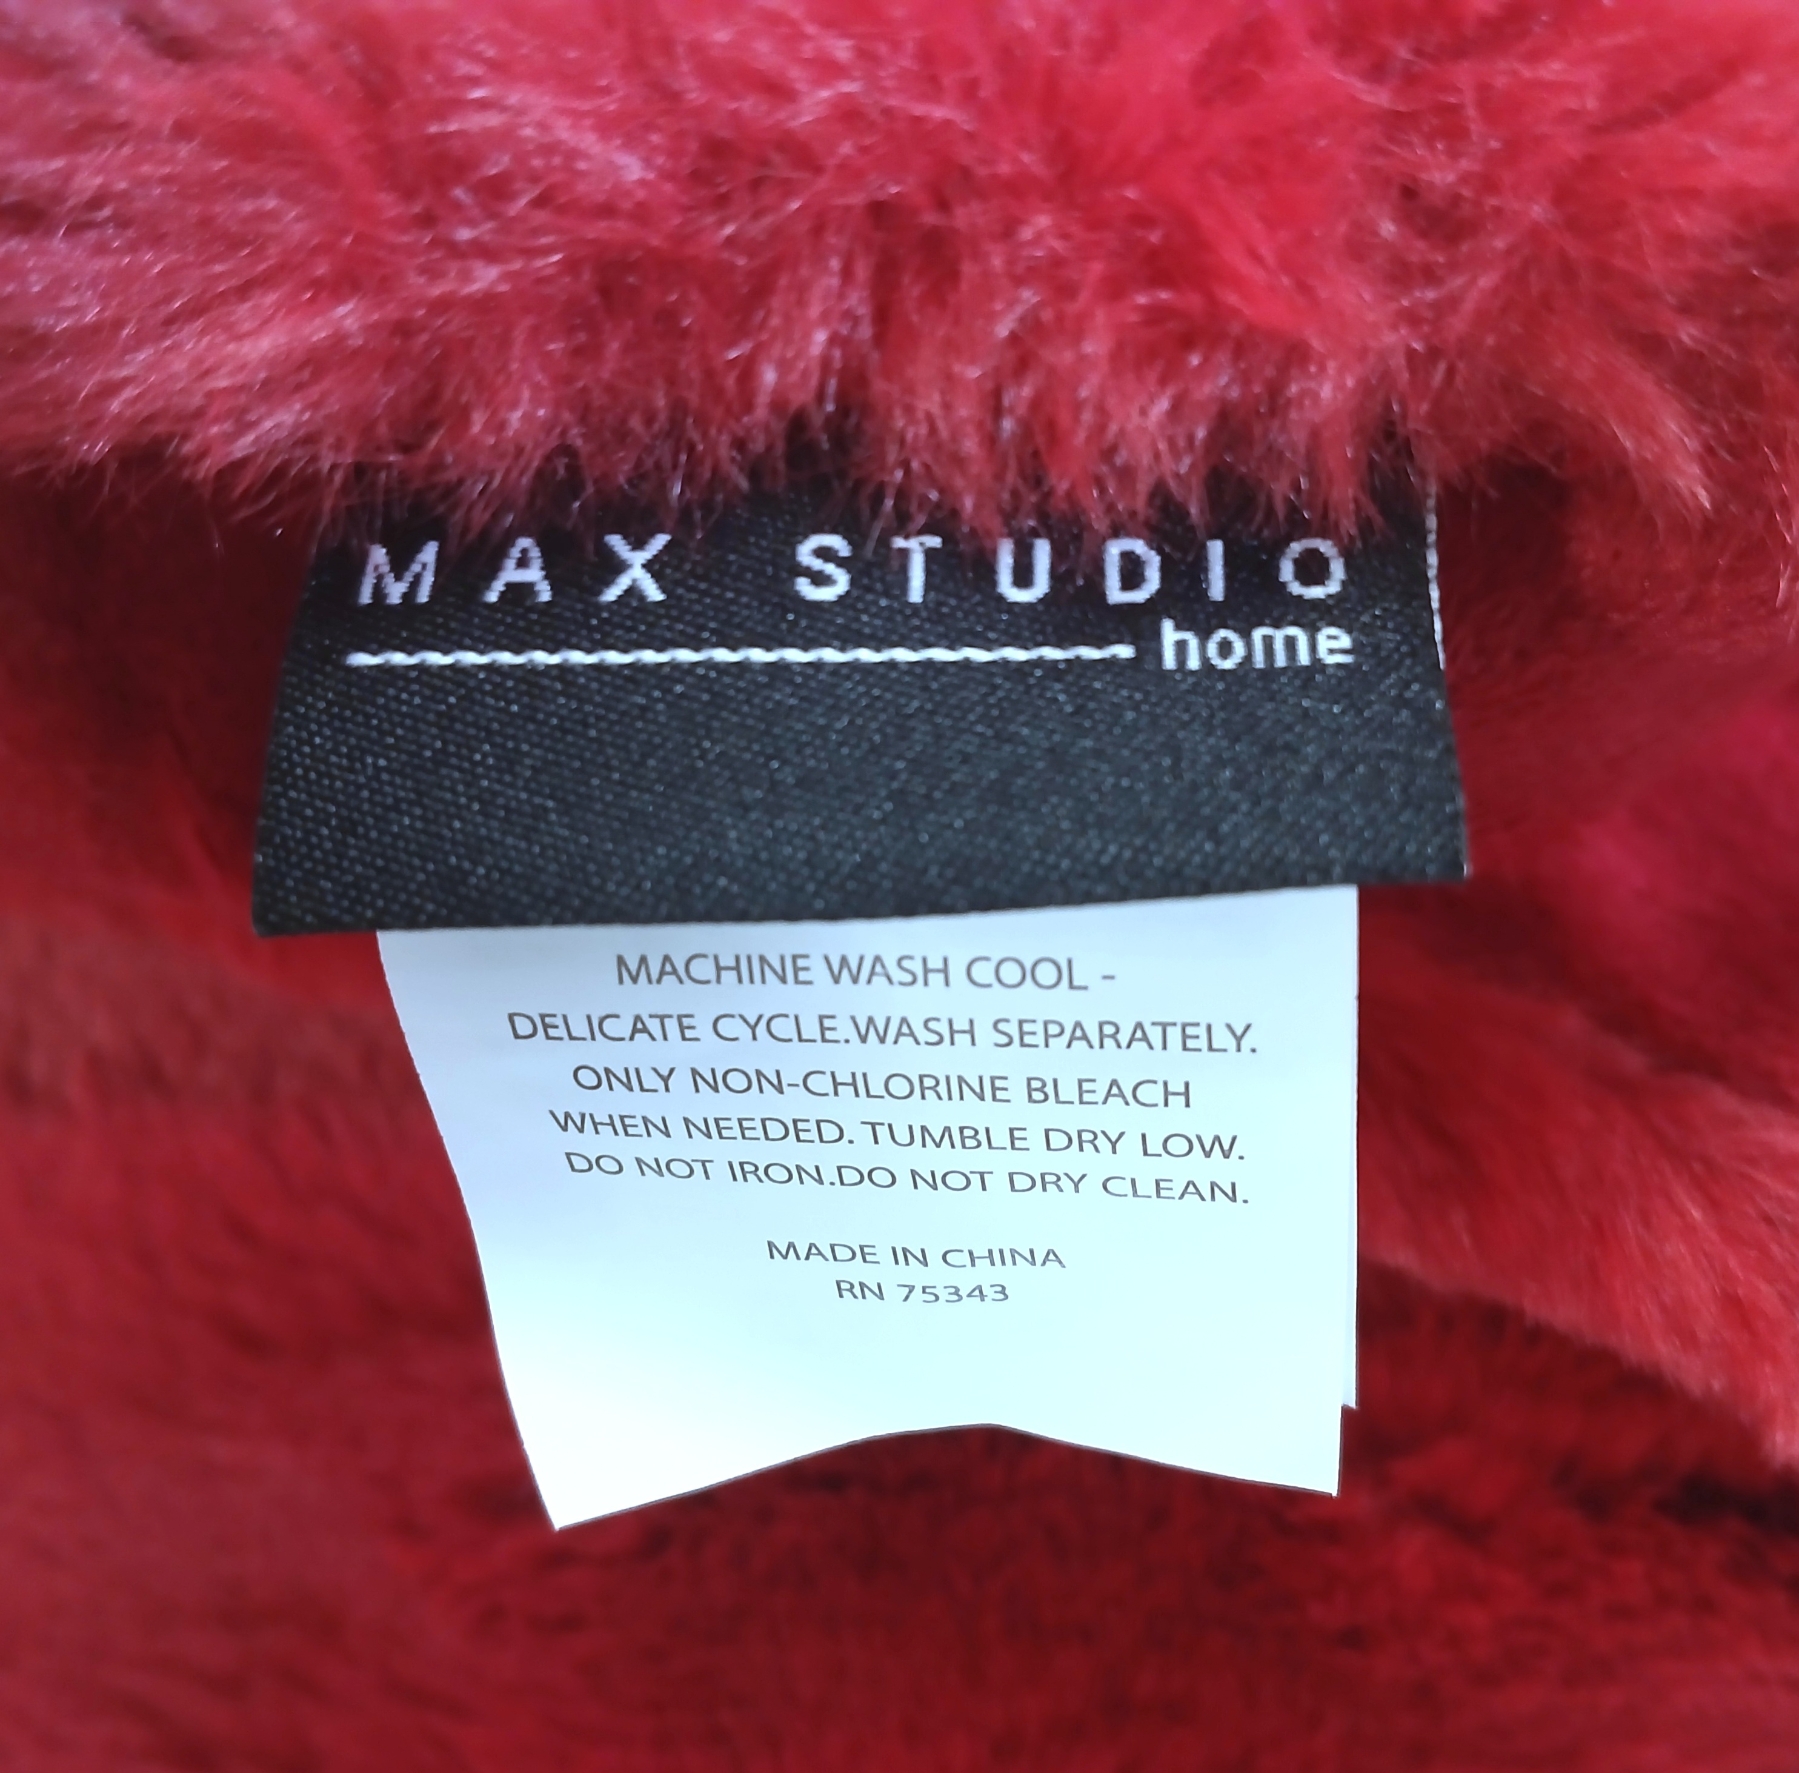 MAX STUDIO
home
MACHINE WASH COOL -
DELICATE CYCLE.WASH SEPARATELY.
ONLY NON-CHLORINE BLEACH
WHEN NEEDED. TUMBLE DRY LOW.
DO NOT IRON.DO NOT DRY CLEAN.
MADE IN CHINA
RN 75343